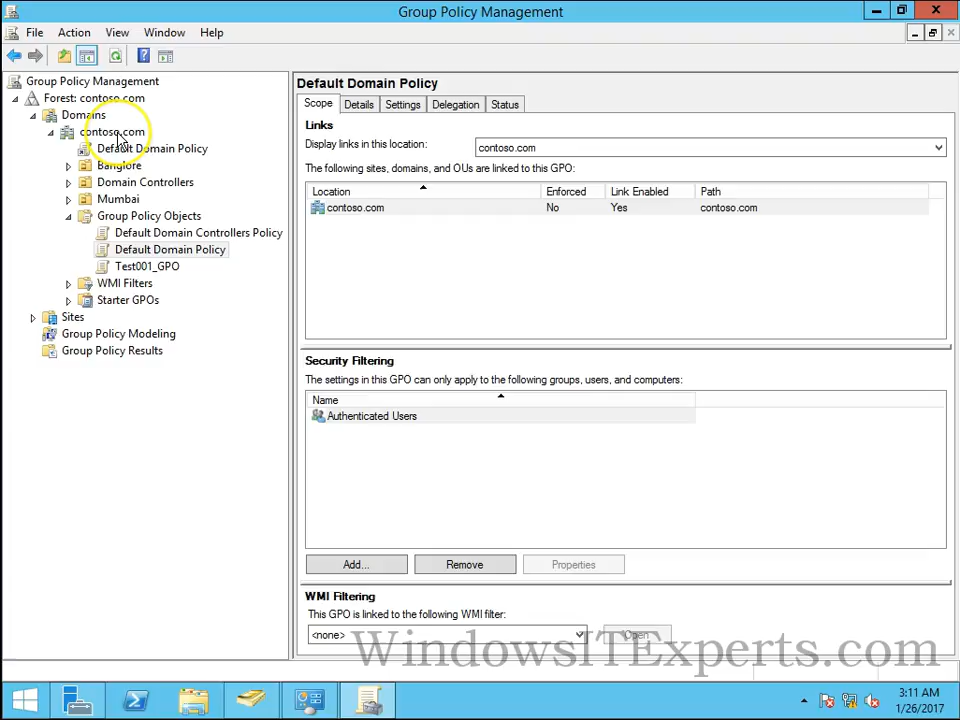 Group Policy Management
File Action View Window Help
Group Policy Management
Forest: contoso.com
Domains
contoso.com
Default Domain Policy
Banglore
Domain Controllers
Mumbai
Group Policy Objects
Default Domain Controllers Policy
Default Domain Policy
Test001_GPO
WMI Filters
Starter GPOs
Sites
Group Policy Modeling
Group Policy Results
Default Domain Policy
Scope Details Settings Delegation Status
Links
Display links in this location: contoso.com
The following sites, domains, and OUs are linked to this GPO:
Location Enforced Link Enabled Path
contoso.com No Yes contoso.com
Security Filtering
The settings in this GPO can only apply to the following groups, users, and computers:
Name
Authenticated Users
Add... Remove Properties
WMI Filtering
This GPO is linked to the following WMI filter:
<none> Open
WindowsITExperts.com
3:11 AM
1/26/2017